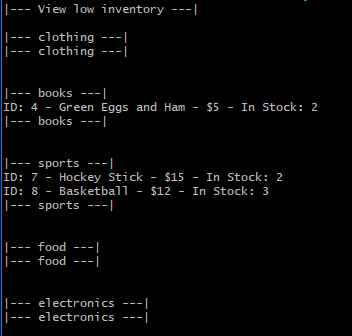 |--- View low inventory ---|
|--- clothing ---|
|--- clothing ---|
|--- books ---|
ID: 4 - Green Eggs and Ham - $5 - In Stock: 2
|--- books ---|
|--- sports ---|
ID: 7 - Hockey Stick - $15 - In Stock: 2
ID: 8 - Basketball - $12 - In Stock: 3
|--- sports ---|
|--- food ---|
|--- food ---|
|--- electronics ---|
|--- electronics ---|